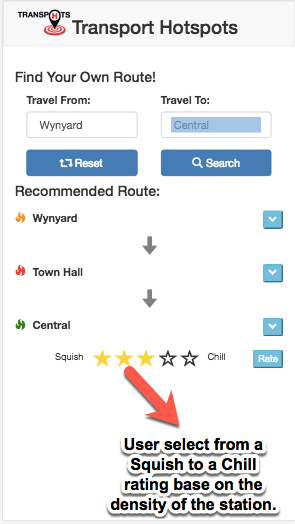 TRANSPHOTS
Transport Hotspots
Find Your Own Route!
Travel From: Travel To:
Wynyard Central
Reset Search
Recommended Route:
Wynyard
Town Hall
Central
Squish Chill Rate
User select from a
Squish to a Chill
rating base on the
density of the station.